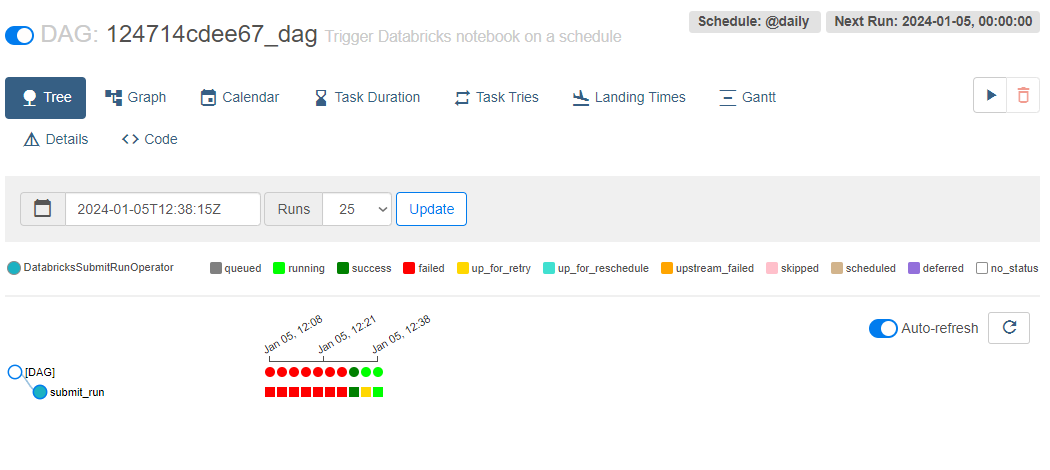 Schedule: @daily Next Run: 2024-01-05, 00:00:00
DAG: 124714cdee67_dag Trigger Databricks notebook on a schedule
Tree Graph Calendar Task Duration Task Tries Landing Times Gantt
Details <> Code
2024-01-05T12:38:15Z Runs 25 Update
DatabricksSubmitRunOperator queued running success failed up_for_retry up_for_reschedule upstream_failed skipped scheduled deferred no_status
Jan 05, 12:08 Jan 05, 12:21 Jan 05, 12:38
Auto-refresh
[DAG]
submit_run